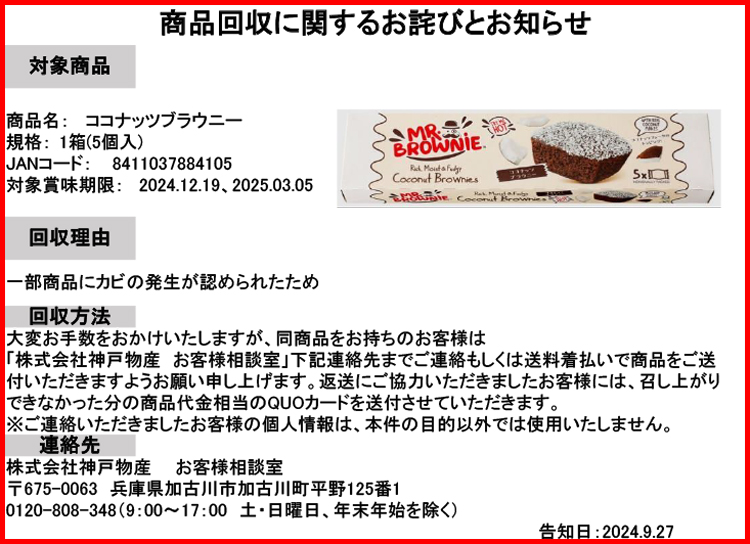 商品回収に関するお詫びとお知らせ
対象商品
商品名： ココナッツブラウニー
規格： 1箱(5個入)
JANコード： 8411037884105
対象賞味期限： 2024.12.19、2025.03.05
MR.
BROWNIE
Rich, Moist & Fudgy
Coconut Brownies
ココナッツ
ブラウニー
5x
MR.
BROWNIE
Rich, Moist & Fudgy
Coconut Brownies
回収理由
一部商品にカビの発生が認められたため
回収方法
大変お手数をおかけいたしますが、同商品をお持ちのお客様は
「株式会社神戸物産　お客様相談室」下記連絡先までご連絡もしくは送料着払いで商品をご送
付いただきますようお願い申し上げます。返送にご協力いただきましたお客様には、召し上がり
できなかった分の商品代金相当のQUOカードを送付させていただきます。
※ご連絡いただきましたお客様の個人情報は、本件の目的以外では使用いたしません。
連絡先
株式会社神戸物産　お客様相談室
〒675-0063 兵庫県加古川市加古川町平野125番1
0120-808-348（9：00～17：00 土・日曜日、年末年始を除く）
告知日：2024.9.27